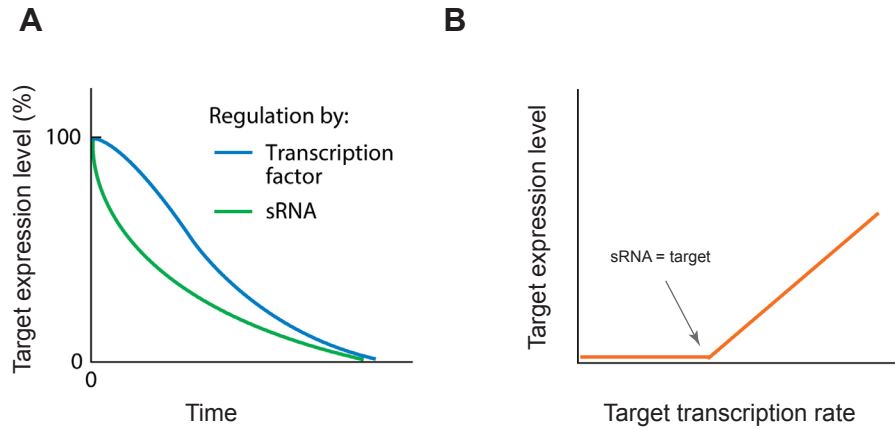 A
Target expression level (%)
100
0
0
Time
Regulation by:
Transcription
factor
sRNA
B
Target expression level
sRNA = target
Target transcription rate